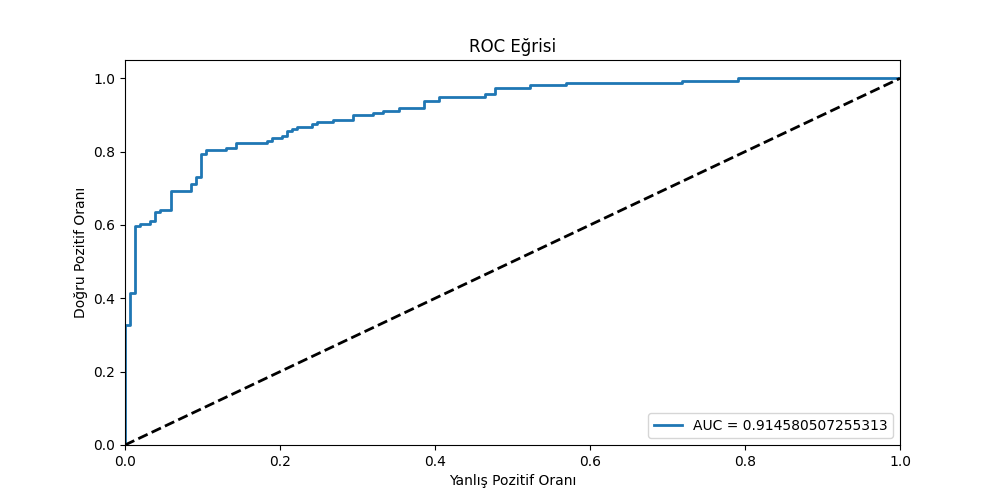 ROC Eğrisi
1.0
0.8
0.6
0.4
0.2
0.0
Doğru Pozitif Oranı
AUC = 0.914580507255313
0.0 0.2 0.4 0.6 0.8 1.0
Yanlış Pozitif Oranı